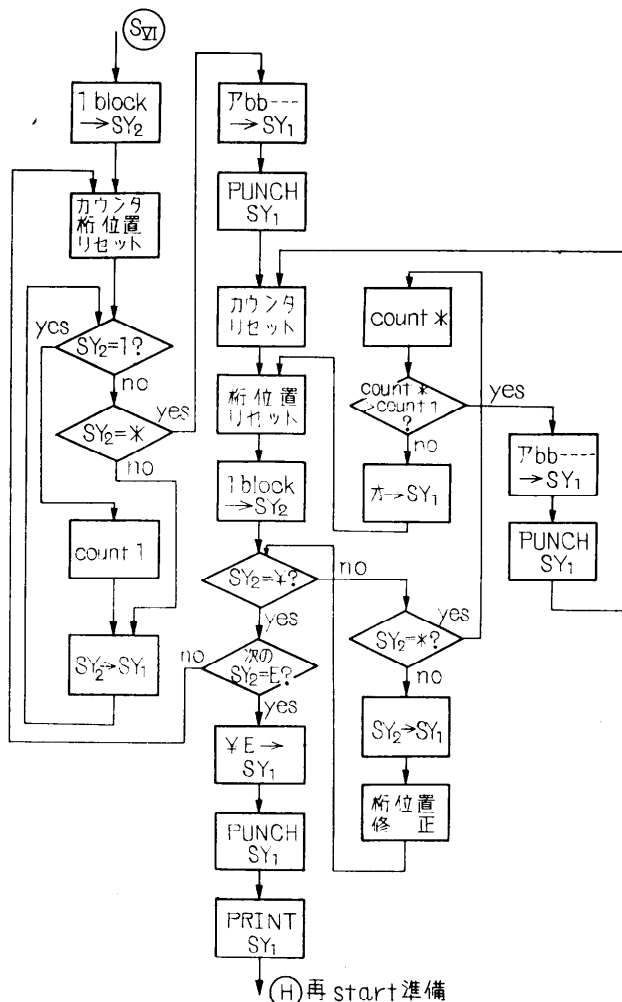 SⅥ
1 block
→SY₂
カウンタ
桁位置
リセット
yes
SY₂=1?
no
SY₂=*
yes
no
count 1
SY₂→SY₁
アbb---
→SY₁
PUNCH
SY₁
カウンタ
リセット
桁位置
リセット
1 block
→SY₂
SY₂=¥?
no
yes
次の
SY₂=E?
no
yes
¥E→
SY₁
PUNCH
SY₁
PRINT
SY₁
H 再start準備
count *
count *
→count 1
?
yes
no
オ→SY₁
SY₂=*?
yes
no
SY₂→SY₁
桁位置
修正
アbb----
→SY₁
PUNCH
SY₁